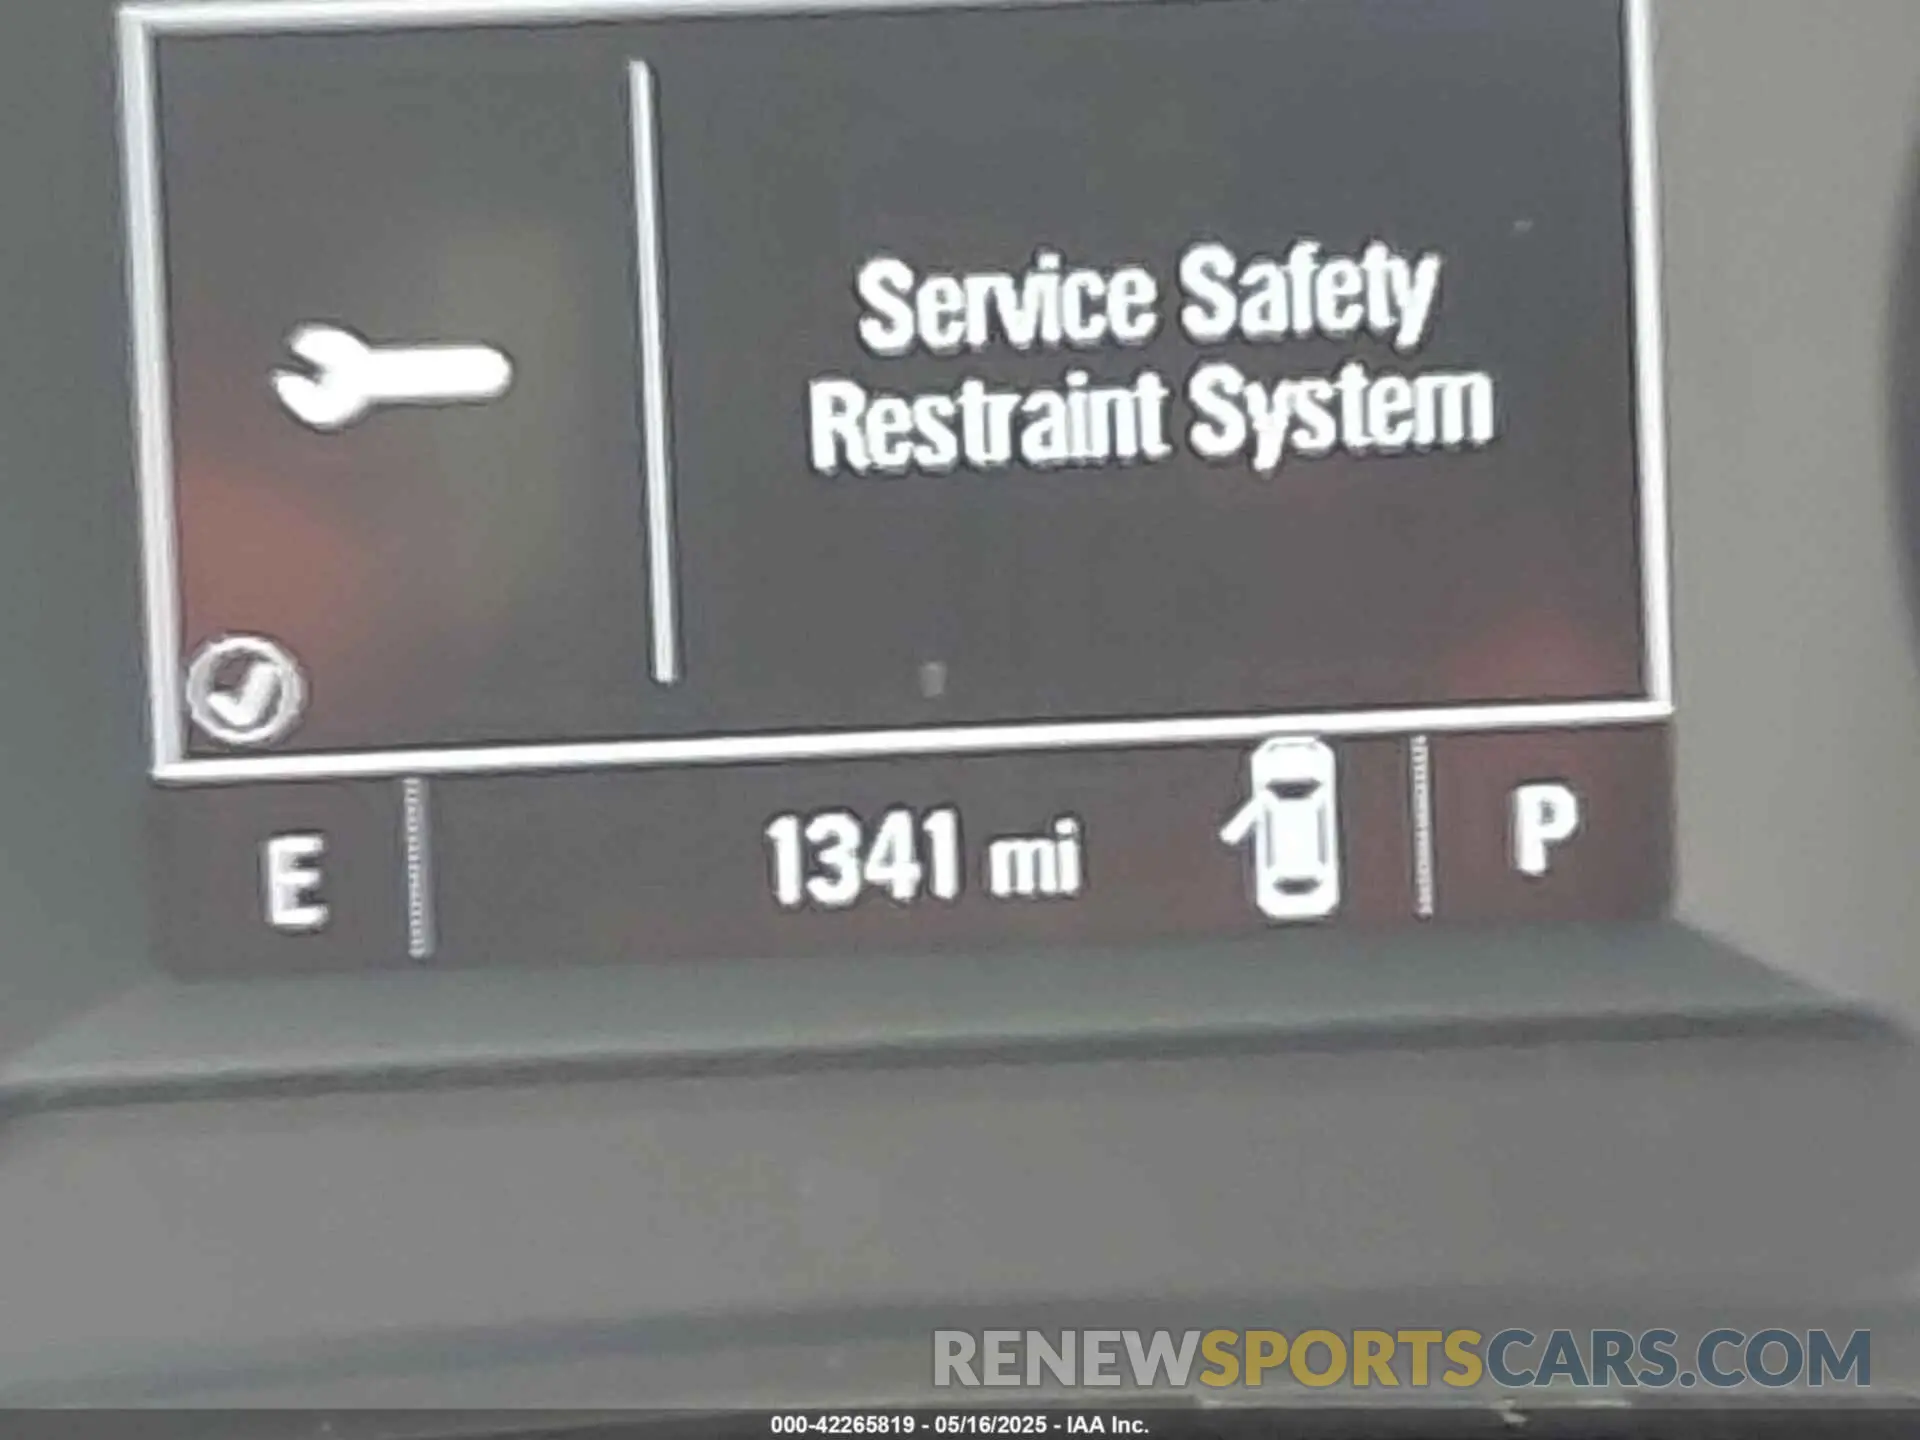 Service Safety
Restraint System
E
1341 mi
P
RENEWSPORTSCARS.COM
000-42265819 - 05/16/2025 - IAA Inc.